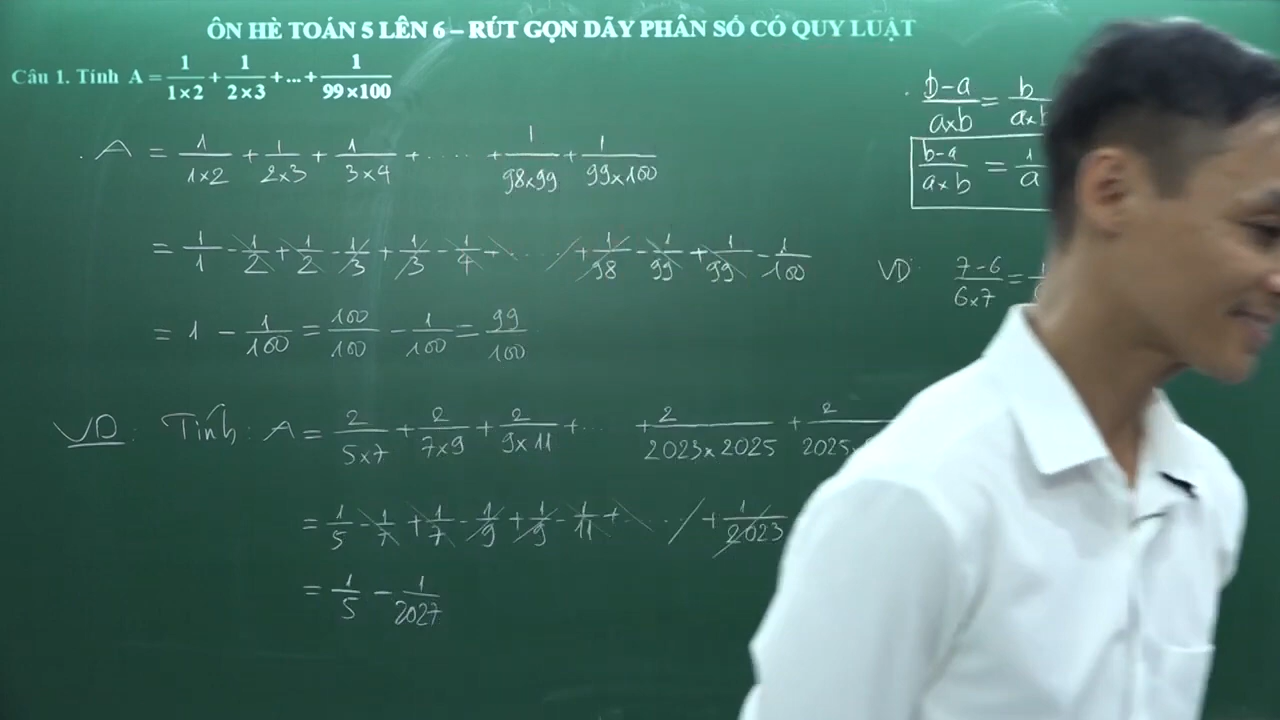 ÔN HÈ TOÁN 5 LÊN 6 – RÚT GỌN DÃY PHÂN SỐ CÓ QUY LUẬT
Câu 1. Tính A = 1/(1×2) + 1/(2×3) + ... + 1/(99×100)
A = 1/(1×2) + 1/(2×3) + 1/(3×4) + ..... + 1/(98×99) + 1/(99×100)
= 1/1 - 1/2 + 1/2 - 1/3 + 1/3 - 1/4 + ... + 1/98 - 1/99 + 1/99 - 1/100
= 1 - 1/100 = 100/100 - 1/100 = 99/100
VD: Tính: A = 2/(5×7) + 2/(7×9) + 2/(9×11) + ... + 2/(2023×2025) + 2/(2025×
= 1/5 - 1/7 + 1/7 - 1/9 + 1/9 - 1/11 + ... + 1/2023
= 1/5 - 1/2027
(b-a)/(a×b) = b/(a×b
(b-a)/(a×b) = 1/a
VD: (7-6)/(6×7) =